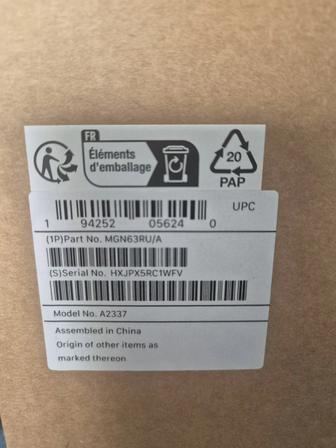 FR
Éléments
d'emballage
20
PAP
UPC
1 94252 05624 0
(1P)Part No. MGN63RU/A
(S)Serial No. HXJPX5RC1WFV
Model No. A2337
Assembled in China
Origin of other items as
marked thereon